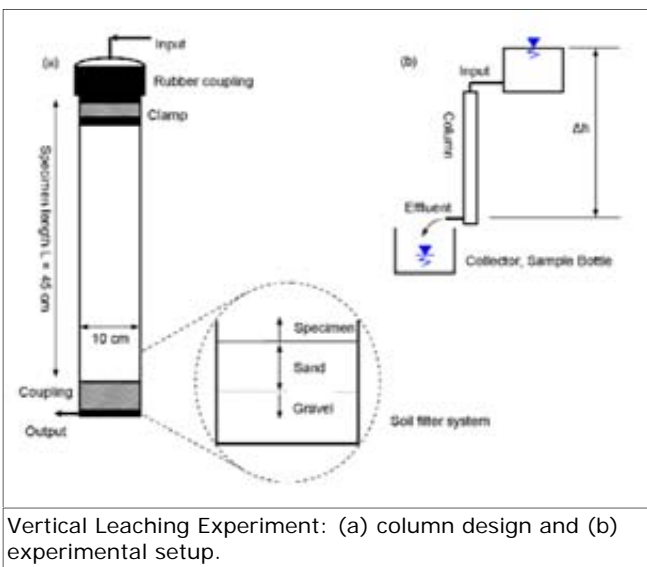 (a)
Input
Rubber coupling
Clamp
Specimen length, L = 45 cm
10 cm
Coupling
Output
Specimen
Sand
Gravel
Soil filter system
(b)
Input
Column
Δh
Effluent
Collector, Sample Bottle
Vertical Leaching Experiment: (a) column design and (b)
experimental setup.